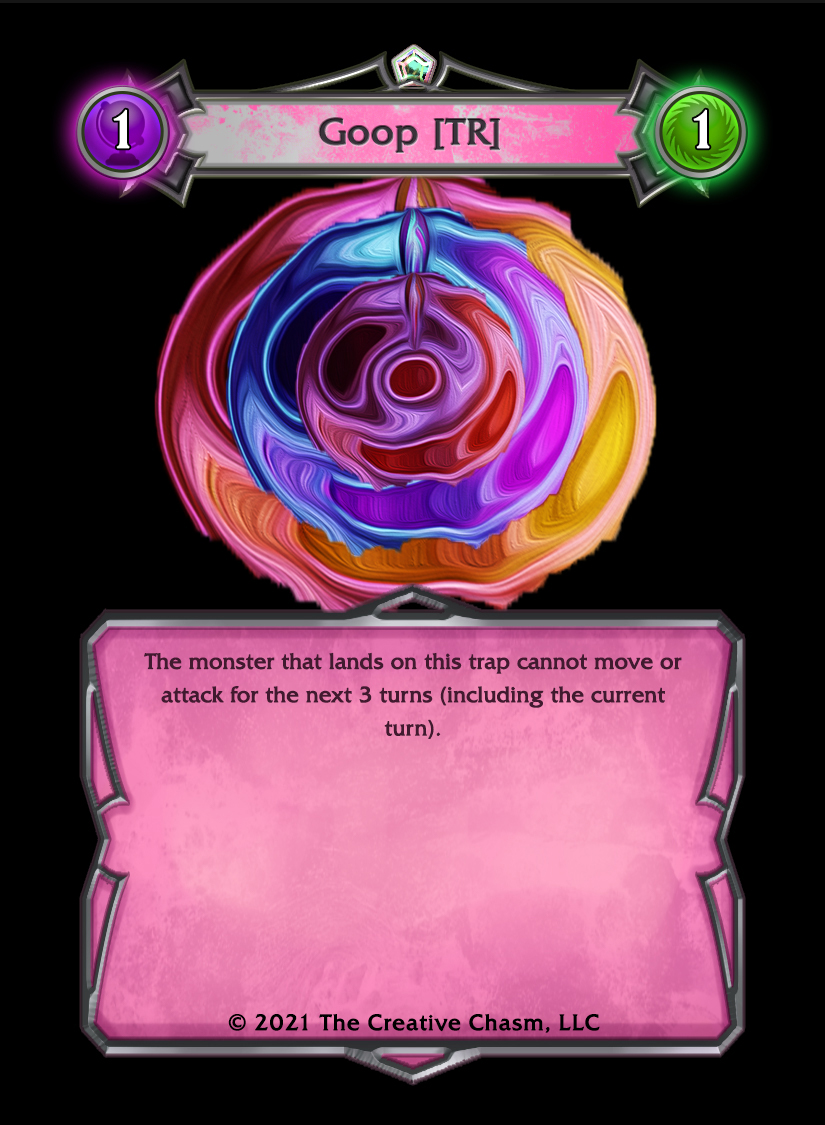 1
Goop [TR]
1
The monster that lands on this trap cannot move or
attack for the next 3 turns (including the current
turn).
© 2021 The Creative Chasm, LLC